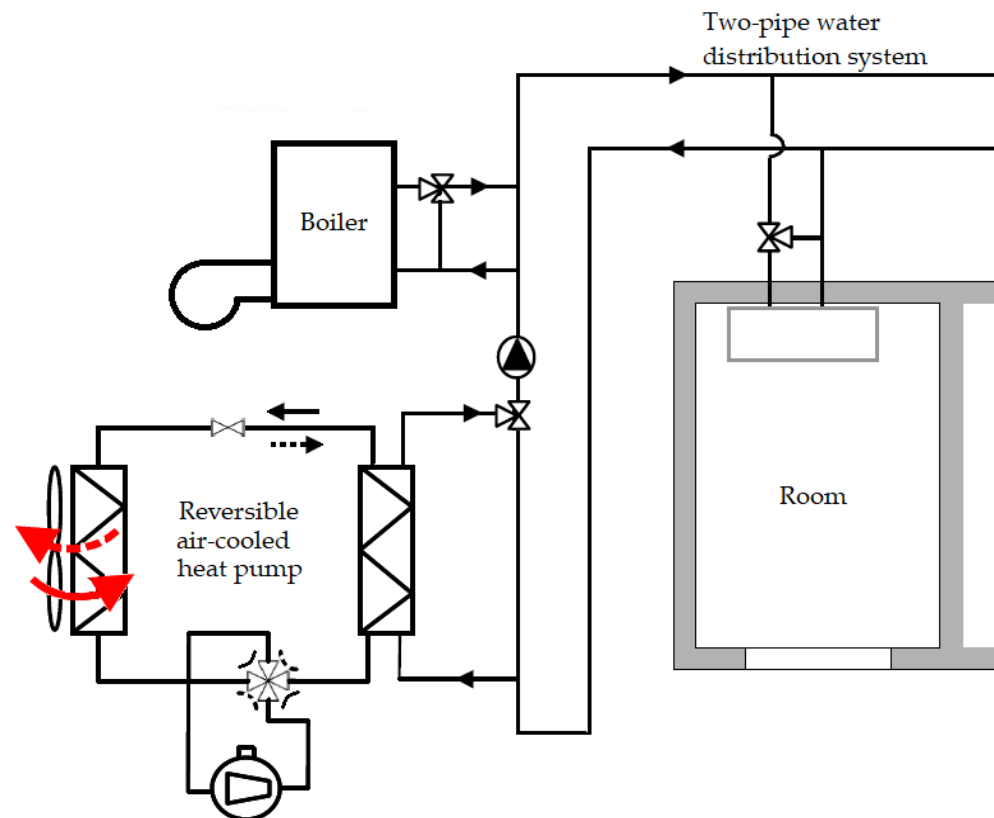 Two-pipe water
distribution system
Boiler
Reversible
air-cooled
heat pump
Room